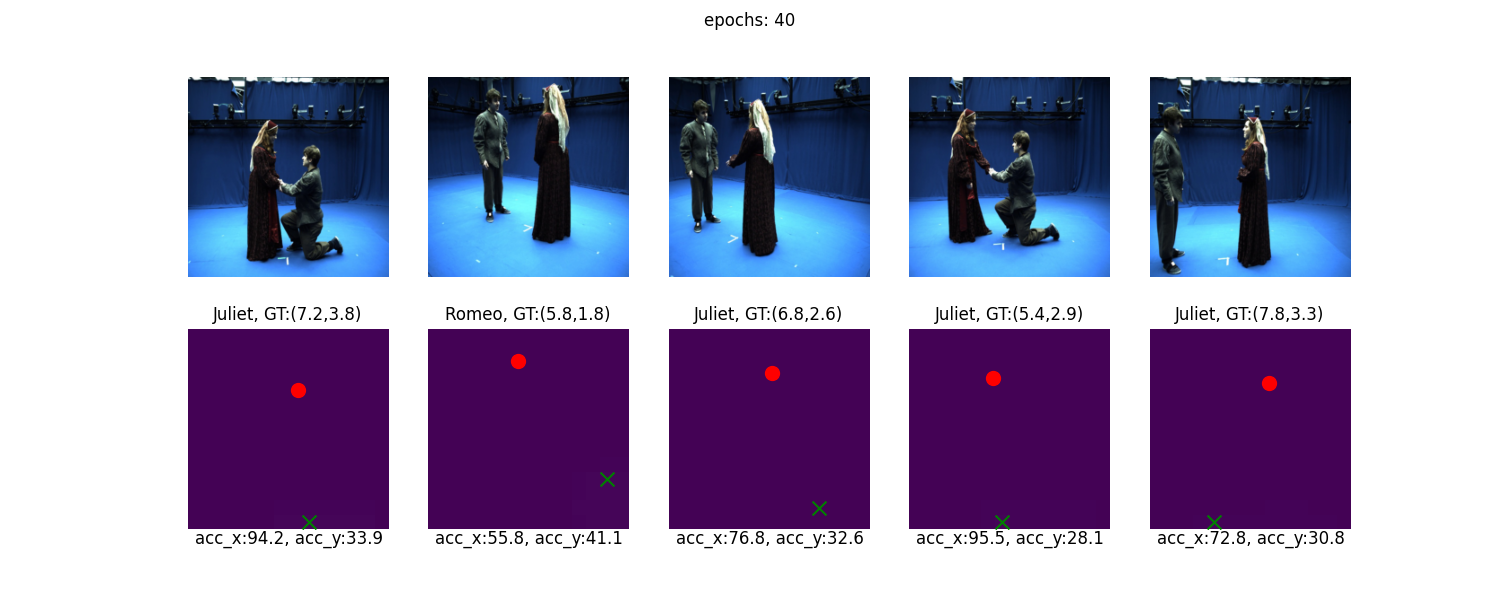 epochs: 40
Juliet, GT:(7.2,3.8)
Romeo, GT:(5.8,1.8)
Juliet, GT:(6.8,2.6)
Juliet, GT:(5.4,2.9)
Juliet, GT:(7.8,3.3)
acc_x:94.2, acc_y:33.9
acc_x:55.8, acc_y:41.1
acc_x:76.8, acc_y:32.6
acc_x:95.5, acc_y:28.1
acc_x:72.8, acc_y:30.8